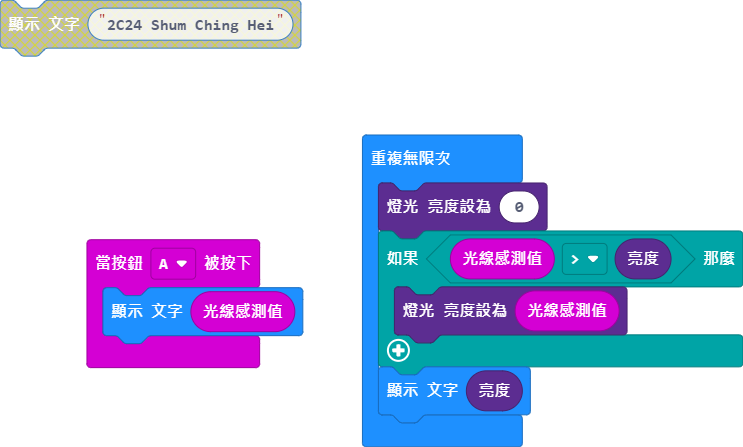 顯示 文字 "2C24 Shum Ching Hei"
重複無限次
燈光 亮度設為 0
如果 光線感測值 > 亮度 那麼
燈光 亮度設為 光線感測值
顯示 文字 亮度
當按鈕 A 被按下
顯示 文字 光線感測值